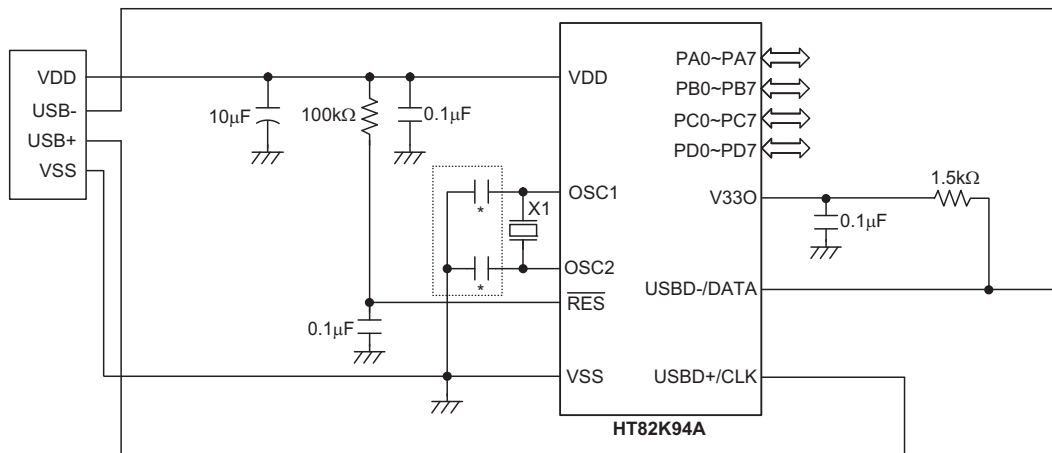 VDD
USB-
USB+
VSS
10μF
100kΩ
0.1μF
*
*
X1
0.1μF
VDD
OSC1
OSC2
RES
VSS
PA0~PA7
PB0~PB7
PC0~PC7
PD0~PD7
V33O
USBD-/DATA
USBD+/CLK
1.5kΩ
0.1μF
HT82K94A